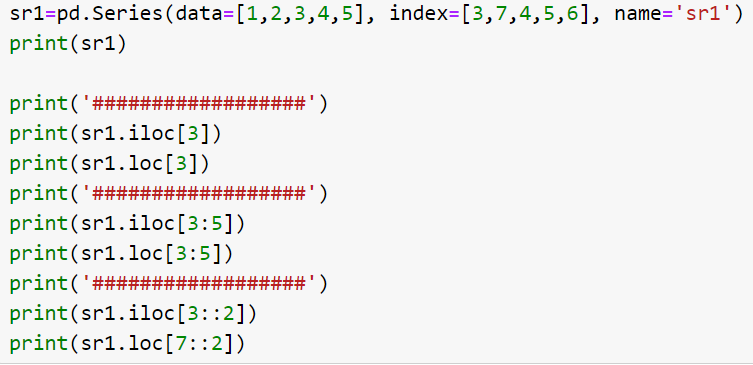 sr1=pd.Series(data=[1,2,3,4,5], index=[3,7,4,5,6], name='sr1')
print(sr1)
print('##################')
print(sr1.iloc[3])
print(sr1.loc[3])
print('##################')
print(sr1.iloc[3:5])
print(sr1.loc[3:5])
print('##################')
print(sr1.iloc[3::2])
print(sr1.loc[7::2])